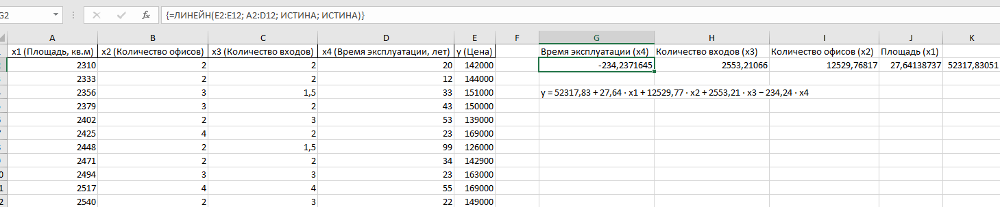 G2 fx {=ЛИНЕЙН(E2:E12; A2:D12; ИСТИНА; ИСТИНА)}
A B C D E F G H I J K
x1 (Площадь, кв.м) x2 (Количество офисов) x3 (Количество входов) x4 (Время эксплуатации, лет) y (Цена) Время эксплуатации (x4) Количество входов (x3) Количество офисов (x2) Площадь (x1)
2310 2 2 20 142000 -234,2371645 2553,21066 12529,76817 27,64138737 52317,83051
2333 2 2 12 144000
2356 3 1,5 33 151000 y = 52317,83 + 27,64 · x1 + 12529,77 · x2 + 2553,21 · x3 − 234,24 · x4
2379 3 2 43 150000
2402 2 3 53 139000
2425 4 2 23 169000
2448 2 1,5 99 126000
2471 2 2 34 142900
2494 3 3 23 163000
2517 4 4 55 169000
2540 2 3 22 149000